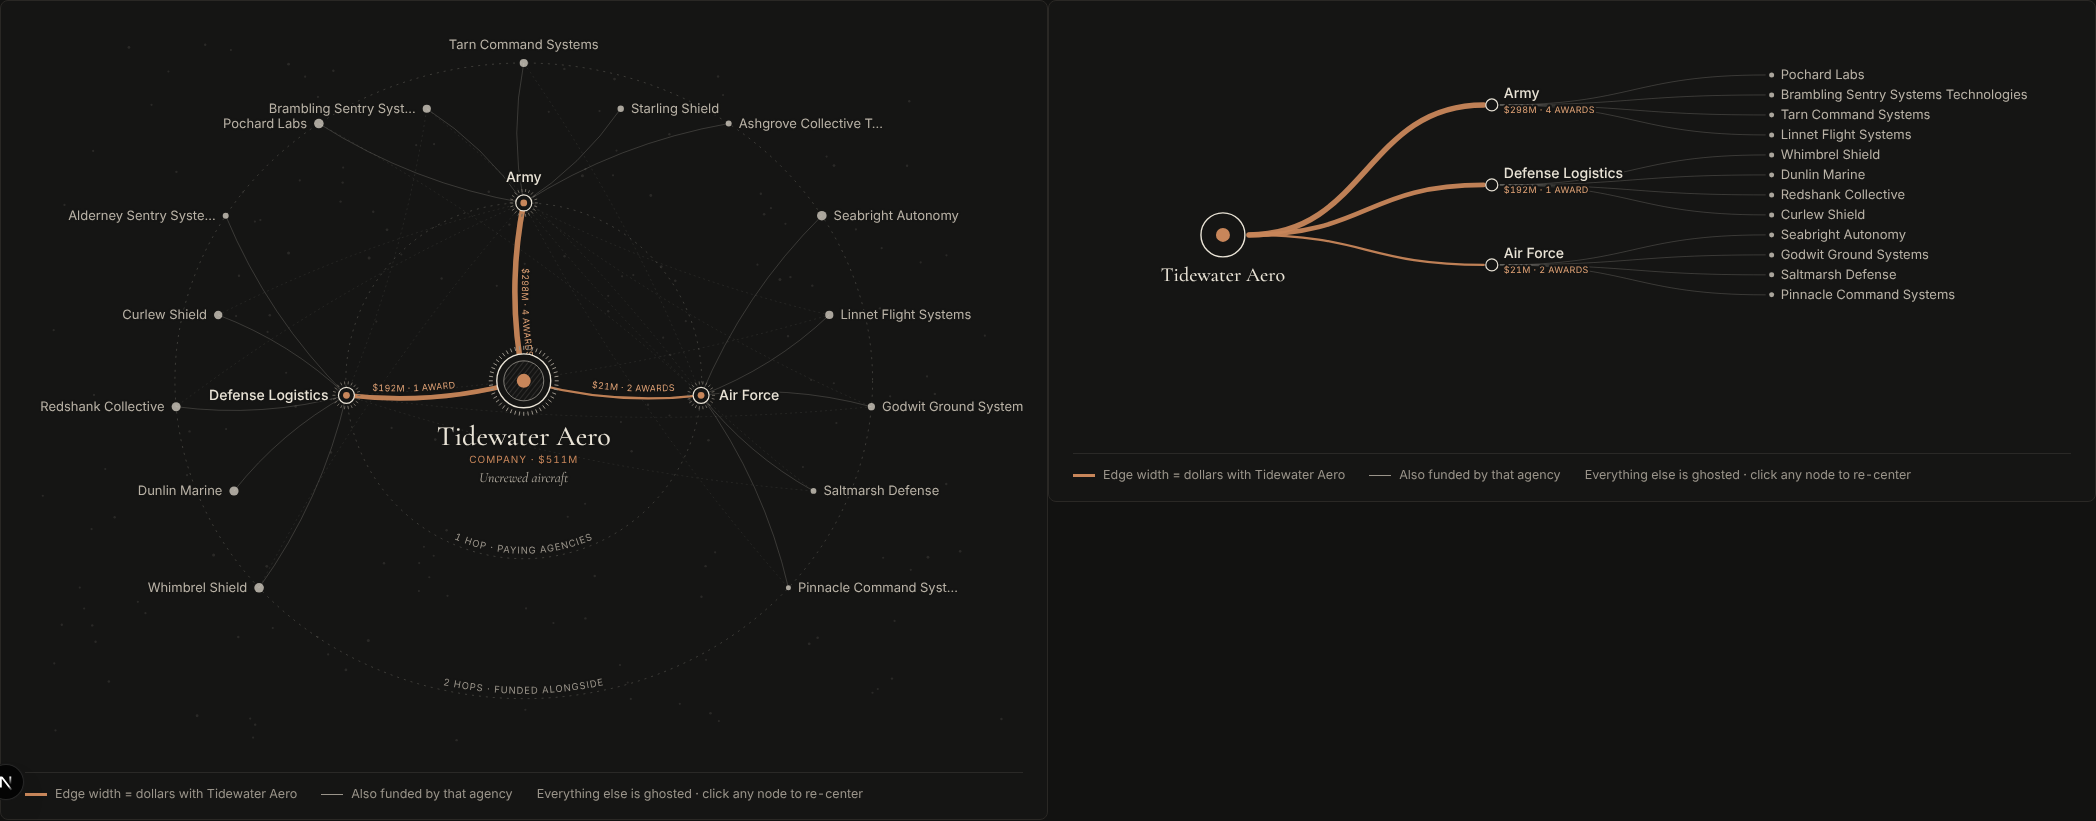 Tarn Command Systems
Brambling Sentry Syst...
Starling Shield
Pochard Labs
Ashgrove Collective T...
Army
Alderney Sentry Syste...
Seabright Autonomy
$298M · 4 AWARDS
Curlew Shield
Linnet Flight Systems
Defense Logistics
$192M · 1 AWARD
$21M · 2 AWARDS
Air Force
Redshank Collective
Godwit Ground System
Tidewater Aero
COMPANY · $511M
Uncrewed aircraft
Dunlin Marine
Saltmarsh Defense
1 HOP · PAYING AGENCIES
Whimbrel Shield
Pinnacle Command Syst...
2 HOPS · FUNDED ALONGSIDE
N
Edge width = dollars with Tidewater Aero
Also funded by that agency
Everything else is ghosted · click any node to re-center
Tidewater Aero
Army
$298M · 4 AWARDS
Defense Logistics
$192M · 1 AWARD
Air Force
$21M · 2 AWARDS
Pochard Labs
Brambling Sentry Systems Technologies
Tarn Command Systems
Linnet Flight Systems
Whimbrel Shield
Dunlin Marine
Redshank Collective
Curlew Shield
Seabright Autonomy
Godwit Ground Systems
Saltmarsh Defense
Pinnacle Command Systems
Edge width = dollars with Tidewater Aero
Also funded by that agency
Everything else is ghosted · click any node to re-center